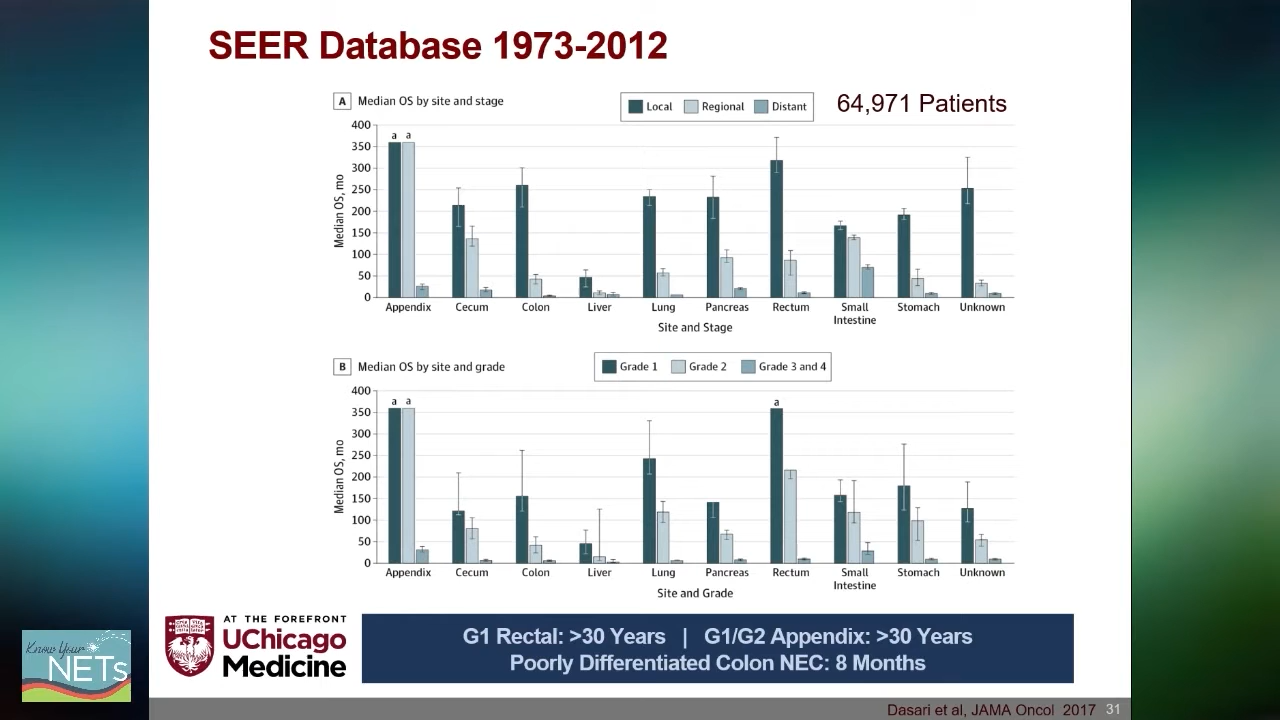 SEER Database 1973-2012
A Median OS by site and stage
Local Regional Distant
64,971 Patients
400
350
300
250
200
150
100
50
0
Median OS, mo
a a
Appendix Cecum Colon Liver Lung Pancreas Rectum Small Intestine Stomach Unknown
Site and Stage
B Median OS by site and grade
Grade 1 Grade 2 Grade 3 and 4
400
350
300
250
200
150
100
50
0
Median OS, mo
a a a
Appendix Cecum Colon Liver Lung Pancreas Rectum Small Intestine Stomach Unknown
Site and Grade
AT THE FOREFRONT
UChicago
Medicine
G1 Rectal: >30 Years | G1/G2 Appendix: >30 Years
Poorly Differentiated Colon NEC: 8 Months
Know Your
NETs
Dasari et al, JAMA Oncol 2017 31